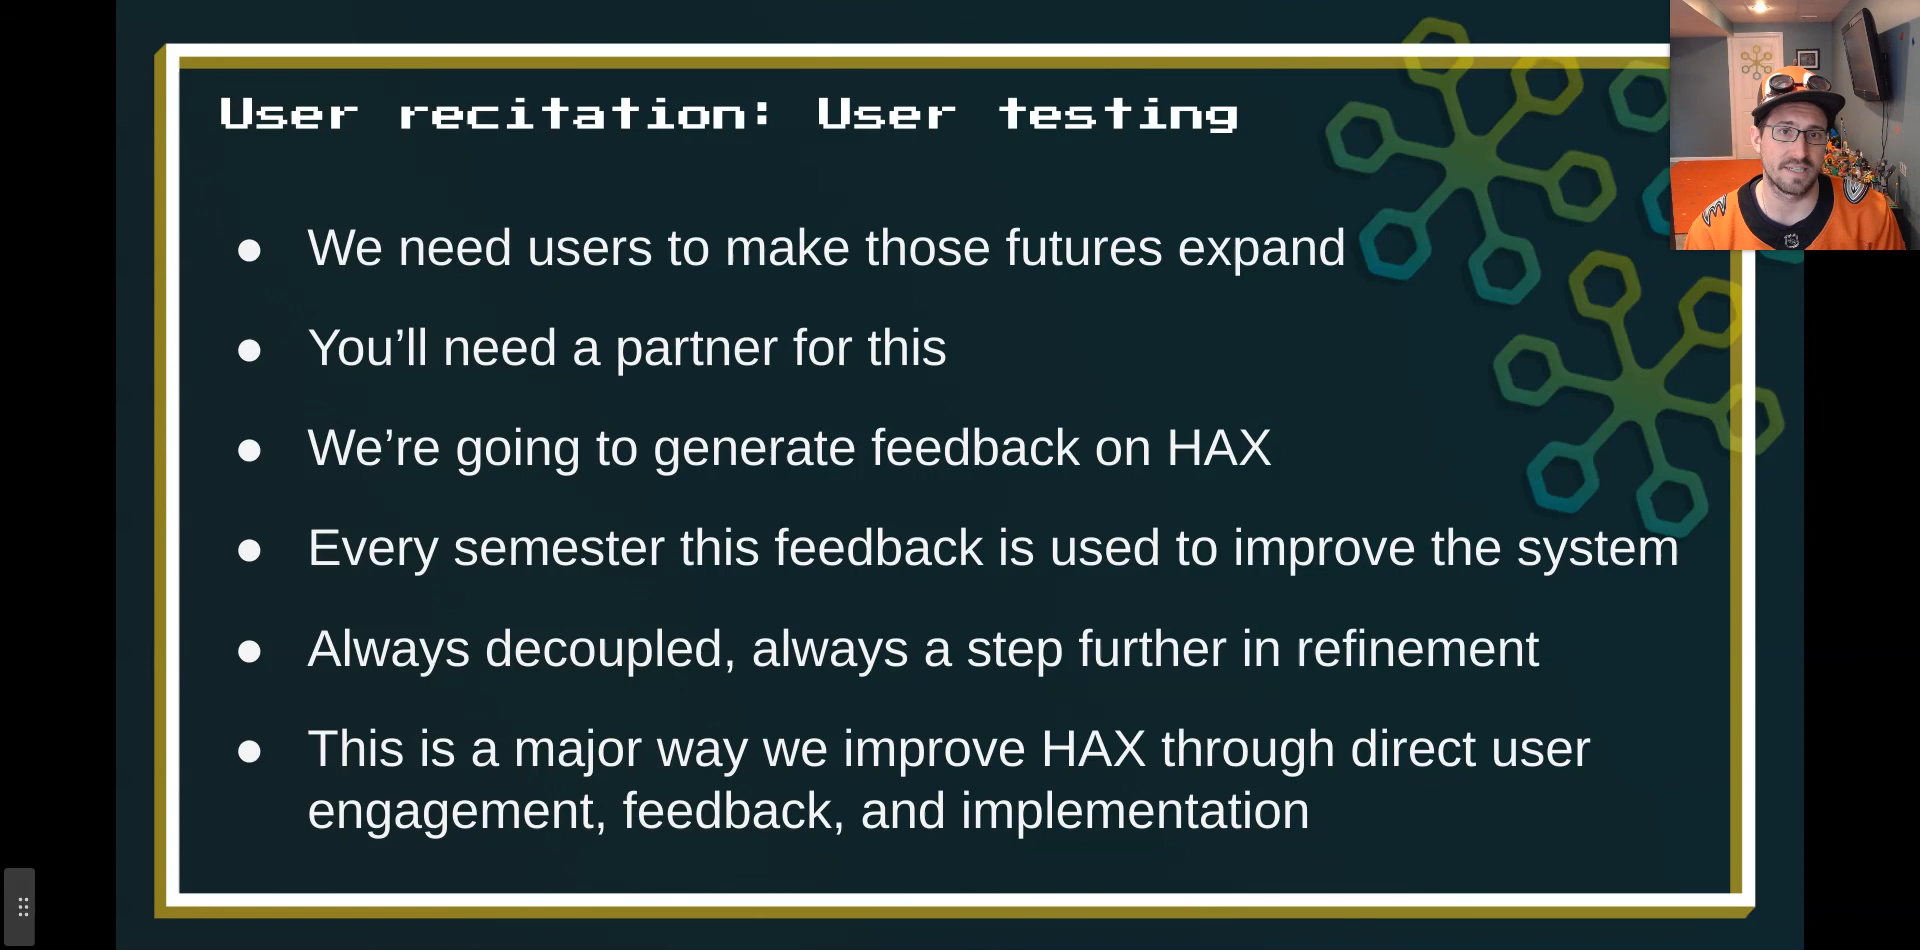 User recitation: User testing
● We need users to make those futures expand
● You’ll need a partner for this
● We’re going to generate feedback on HAX
● Every semester this feedback is used to improve the system
● Always decoupled, always a step further in refinement
● This is a major way we improve HAX through direct user
engagement, feedback, and implementation